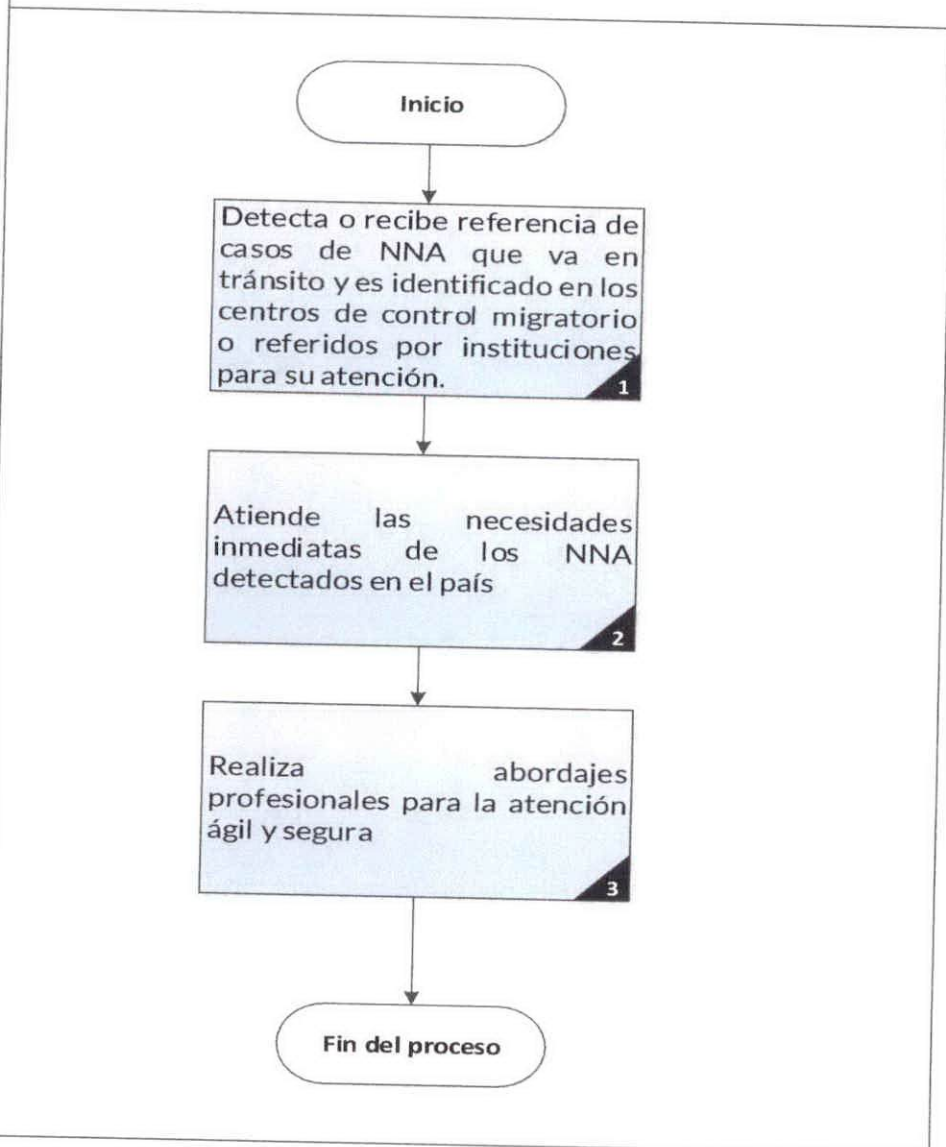 Inicio
Detecta o recibe referencia de
casos de NNA que va en
tránsito y es identificado en los
centros de control migratorio
o referidos por instituciones
para su atención.
1
Atiende las necesidades
inmediatas de los NNA
detectados en el país
2
Realiza abordajes
profesionales para la atención
ágil y segura
3
Fin del proceso